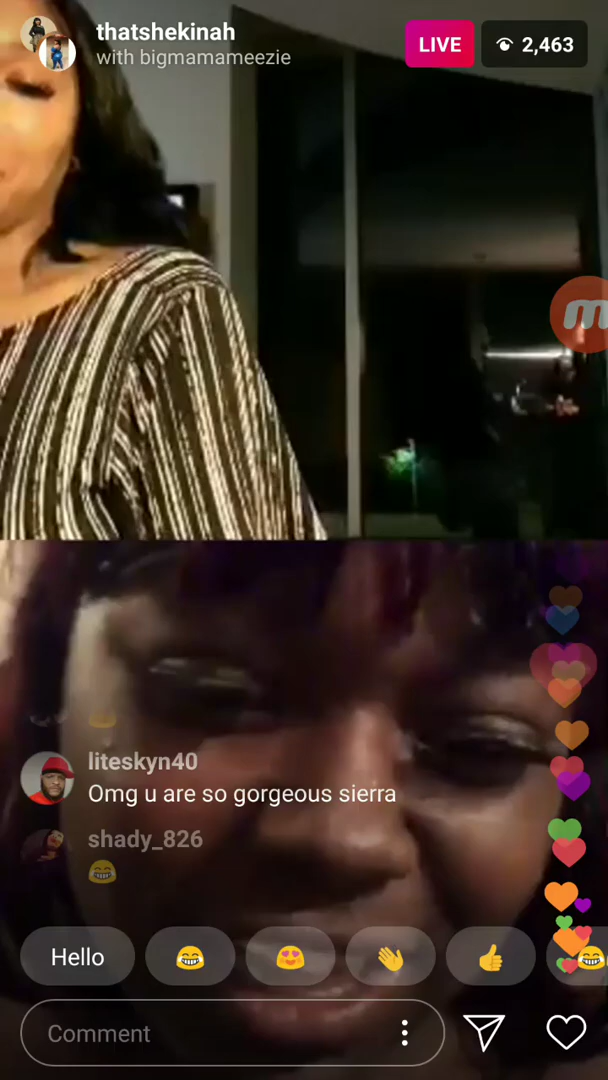 thatshekinah
with bigmamameezie
LIVE
2,463
m
liteskyn40
Omg u are so gorgeous sierra
shady_826
😂
Hello 😂 😍 👋 👍 😂
Comment